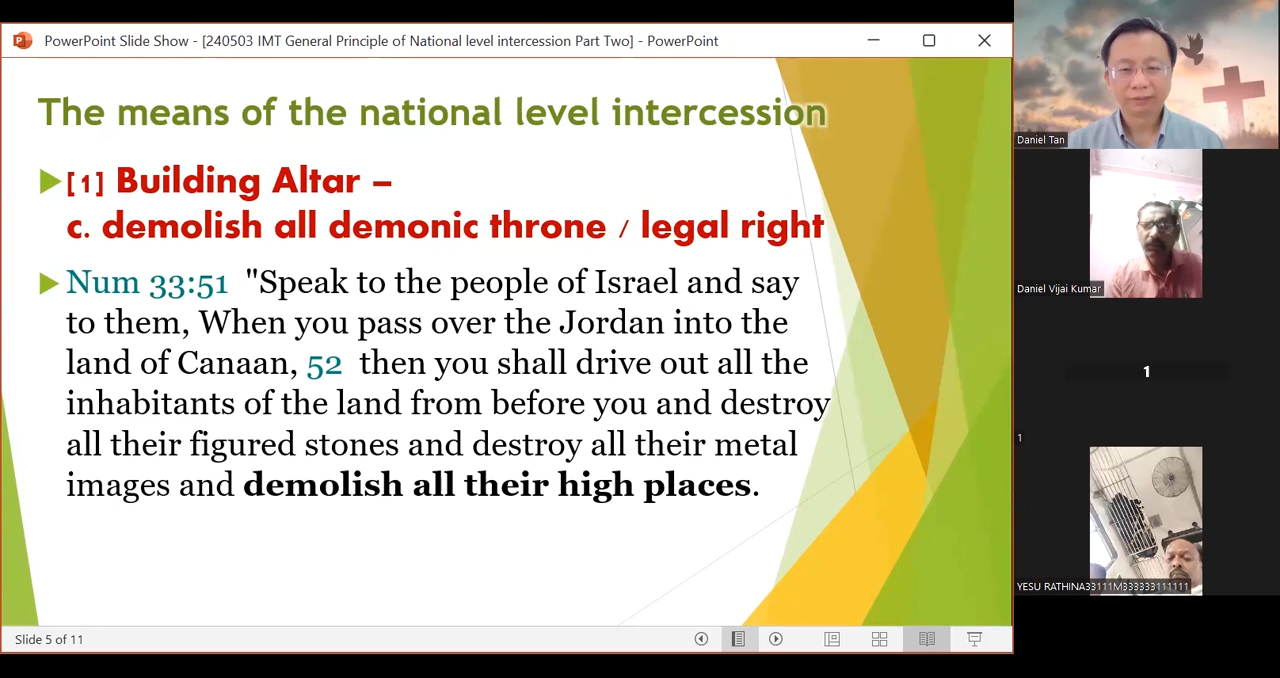 PowerPoint Slide Show - [240503 IMT General Principle of National level intercession Part Two] - PowerPoint
The means of the national level intercession
[1] Building Altar –
c. demolish all demonic throne / legal right
Num 33:51 "Speak to the people of Israel and say
to them, When you pass over the Jordan into the
land of Canaan, 52 then you shall drive out all the
inhabitants of the land from before you and destroy
all their figured stones and destroy all their metal
images and demolish all their high places.
Slide 5 of 11
Daniel Tan
Daniel Vijai Kumar
1
1
YESU RATHINA33111M333333111111